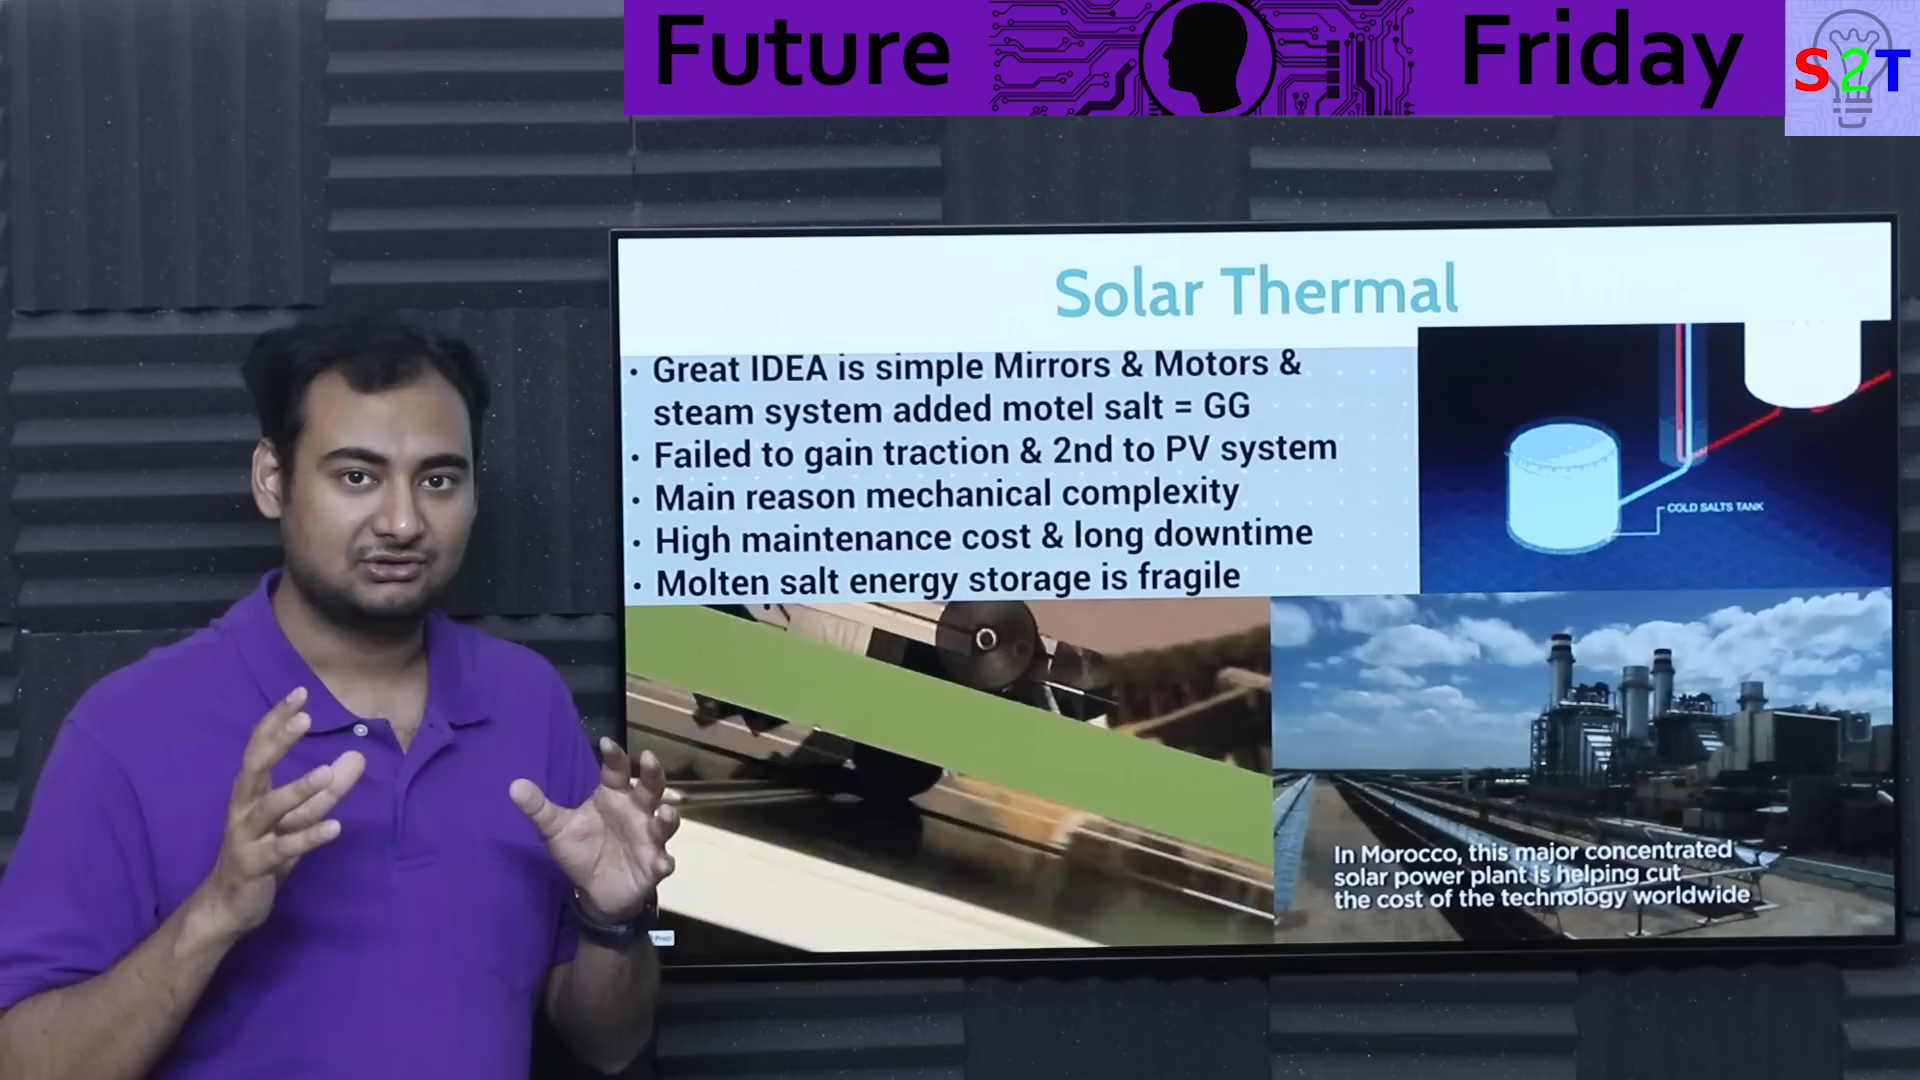 Future Friday
S2T
Solar Thermal
• Great IDEA is simple Mirrors & Motors &
steam system added motel salt = GG
• Failed to gain traction & 2nd to PV system
• Main reason mechanical complexity
• High maintenance cost & long downtime
• Molten salt energy storage is fragile
COLD SALTS TANK
In Morocco, this major concentrated
solar power plant is helping cut
the cost of the technology worldwide
Prezi